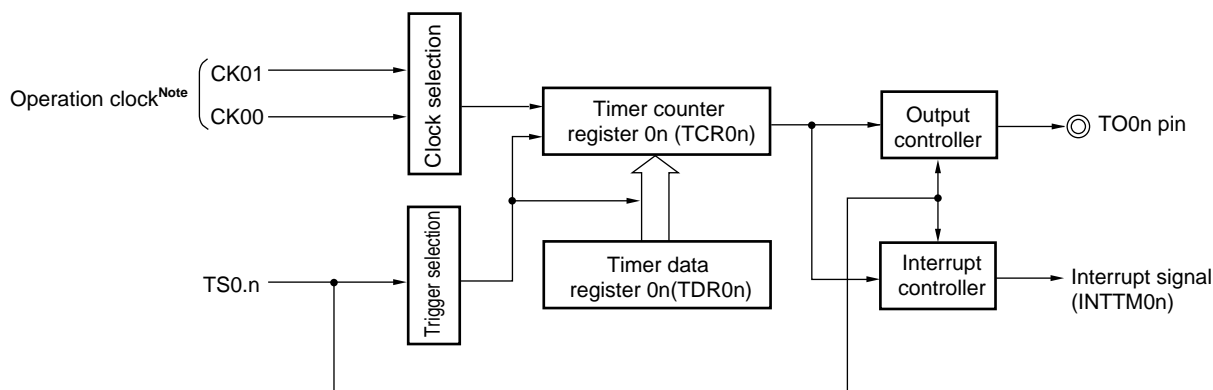 Operation clockNote
CK01
CK00
Clock selection
Timer counter
register 0n (TCR0n)
Output
controller
TO0n pin
TS0.n
Trigger selection
Timer data
register 0n(TDR0n)
Interrupt
controller
Interrupt signal
(INTTM0n)